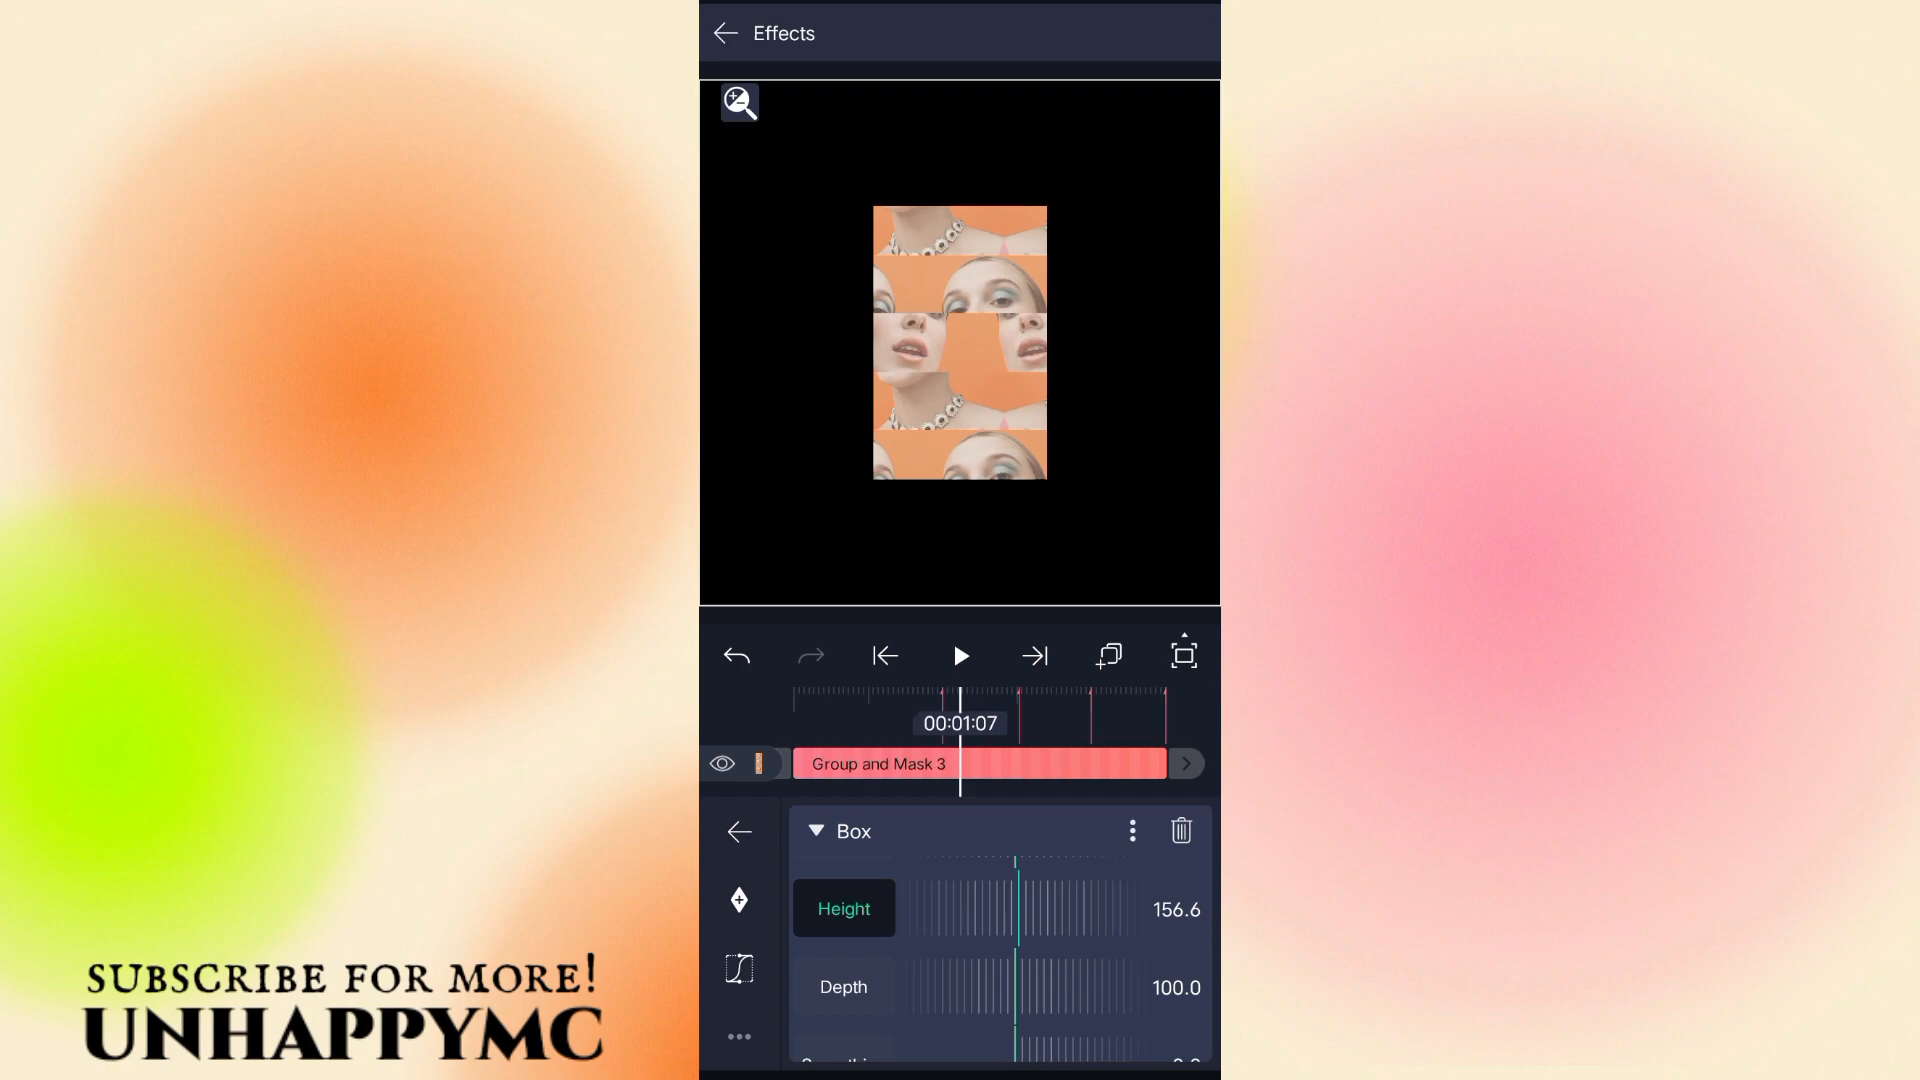 Effects
00:01:07
Group and Mask 3
Box
Height
156.6
Depth
100.0
SUBSCRIBE FOR MORE!
UNHAPPYMC